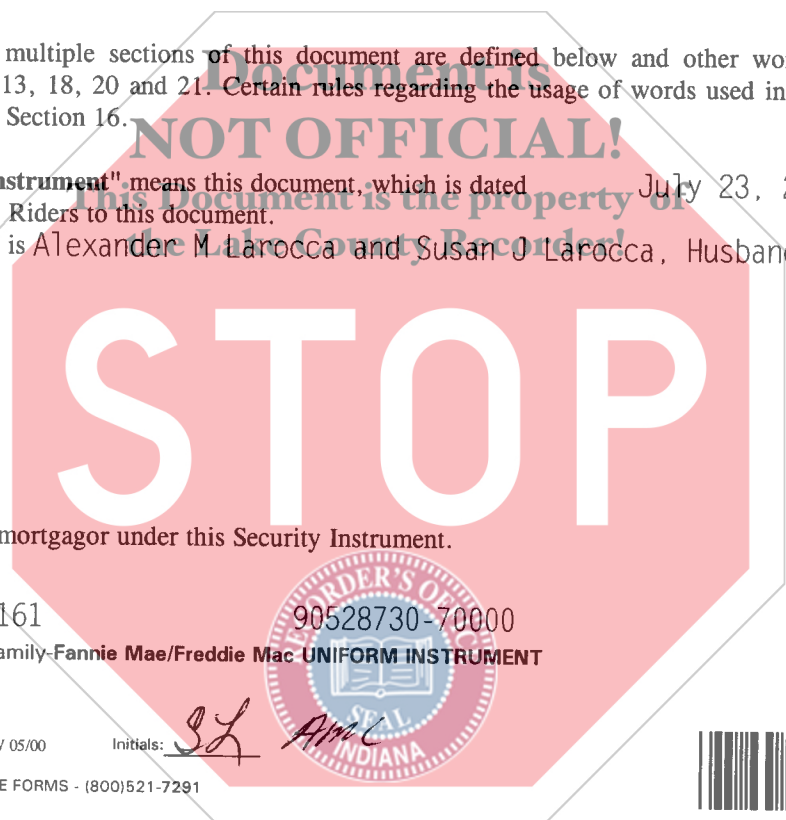 multiple sections of this document are defined below and other wo
Document is
13, 18, 20 and 21. Certain rules regarding the usage of words used in
Section 16.
NOT OFFICIAL!
nstrument" means this document, which is dated July 23, 2
This Document is the property of
Riders to this document.
is Alexander M Larocca and Susan J Larocca, Husban
the Lake County Recorder!
STOP
mortgagor under this Security Instrument.
RECORDER'S OFFICE
161 90528730-70000
amily-Fannie Mae/Freddie Mac UNIFORM INSTRUMENT
SEAL
INDIANA
/ 05/00 Initials: SL AML
E FORMS - (800)521-7291